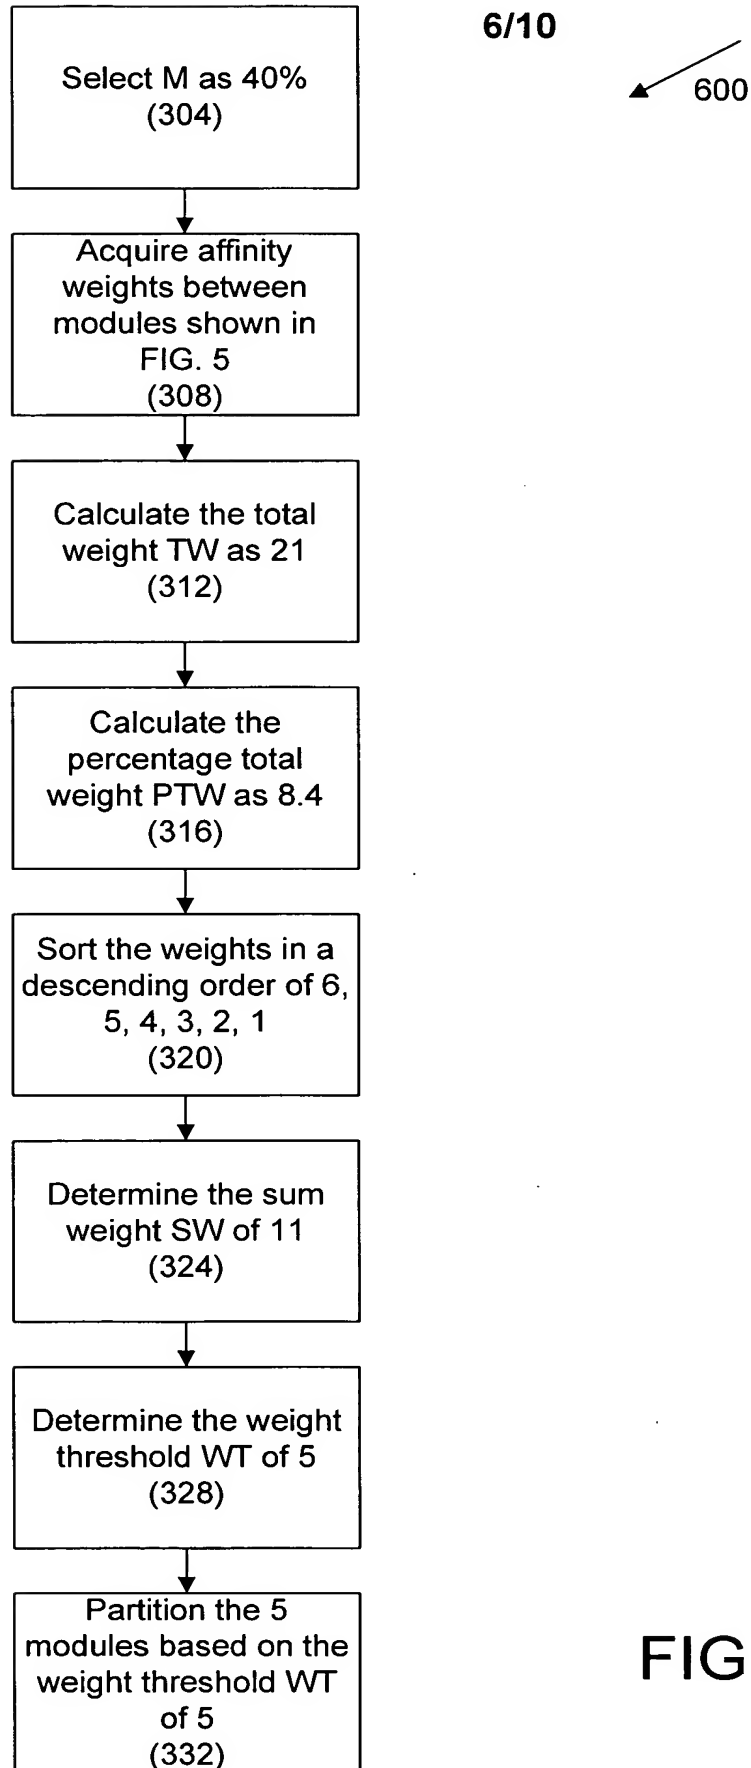 6/10
600
Select M as 40%
(304)
Acquire affinity
weights between
modules shown in
FIG. 5
(308)
Calculate the total
weight TW as 21
(312)
Calculate the
percentage total
weight PTW as 8.4
(316)
Sort the weights in a
descending order of 6,
5, 4, 3, 2, 1
(320)
Determine the sum
weight SW of 11
(324)
Determine the weight
threshold WT of 5
(328)
Partition the 5
modules based on the
weight threshold WT
of 5
(332)
FIG